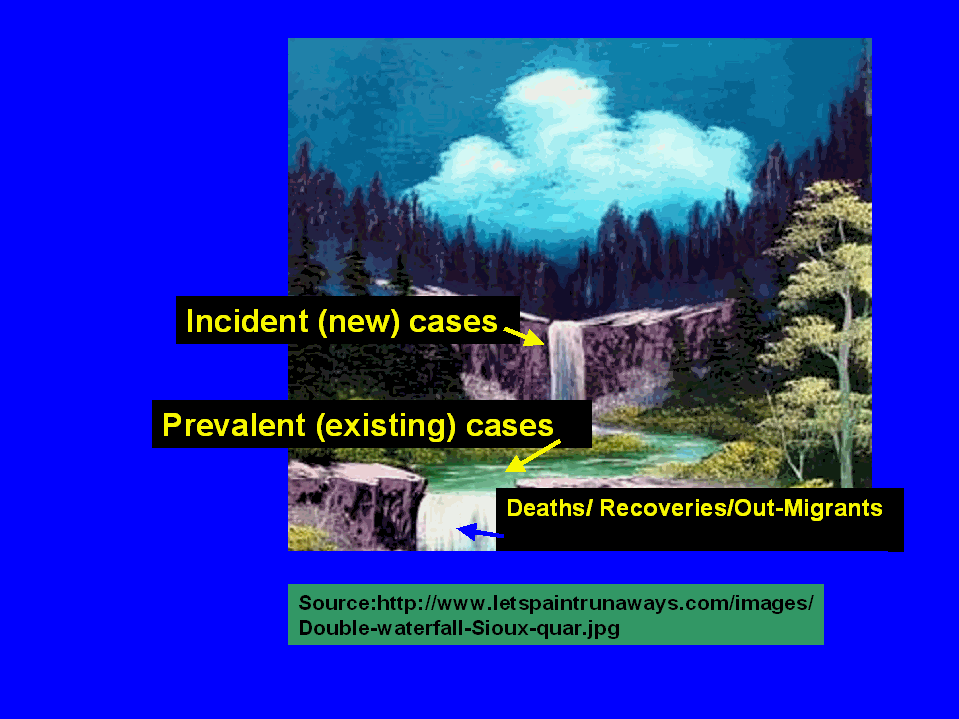 Incident (new) cases
Prevalent (existing) cases
Deaths/ Recoveries/Out-Migrants
Source:http://www.letspaintrunaways.com/images/
Double-waterfall-Sioux-quar.jpg